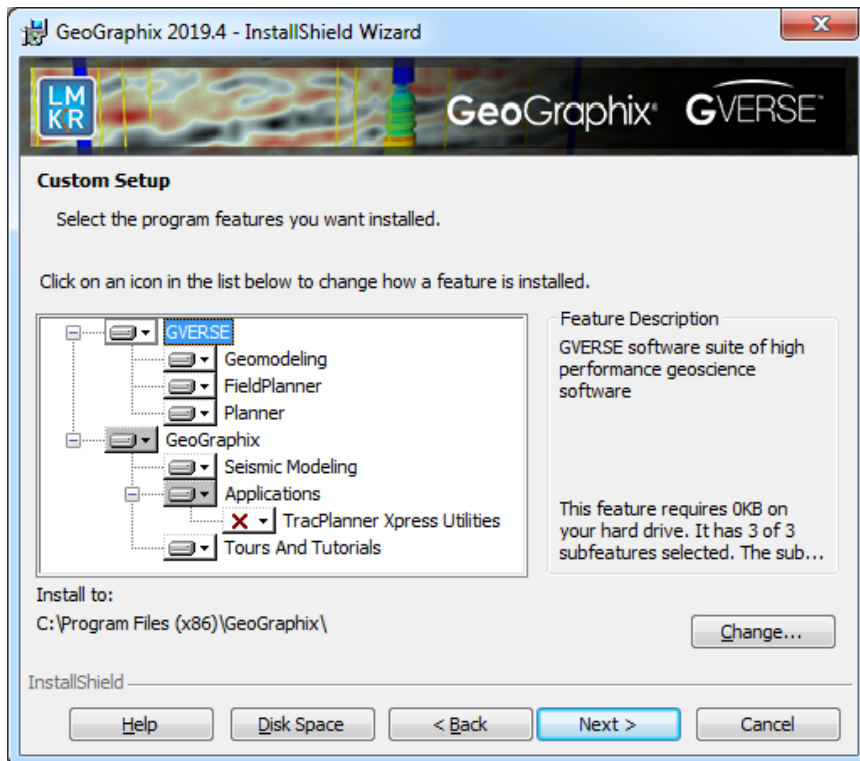 GeoGraphix 2019.4 - InstallShield Wizard
LM
KR
GeoGraphix® GVERSE™
Custom Setup
Select the program features you want installed.
Click on an icon in the list below to change how a feature is installed.
GVERSE
Geomodeling
FieldPlanner
Planner
GeoGraphix
Seismic Modeling
Applications
TracPlanner Xpress Utilities
Tours And Tutorials
Feature Description
GVERSE software suite of high
performance geoscience
software
This feature requires 0KB on
your hard drive. It has 3 of 3
subfeatures selected. The sub...
Install to:
C:\Program Files (x86)\GeoGraphix\
Change...
InstallShield
Help Disk Space < Back Next > Cancel